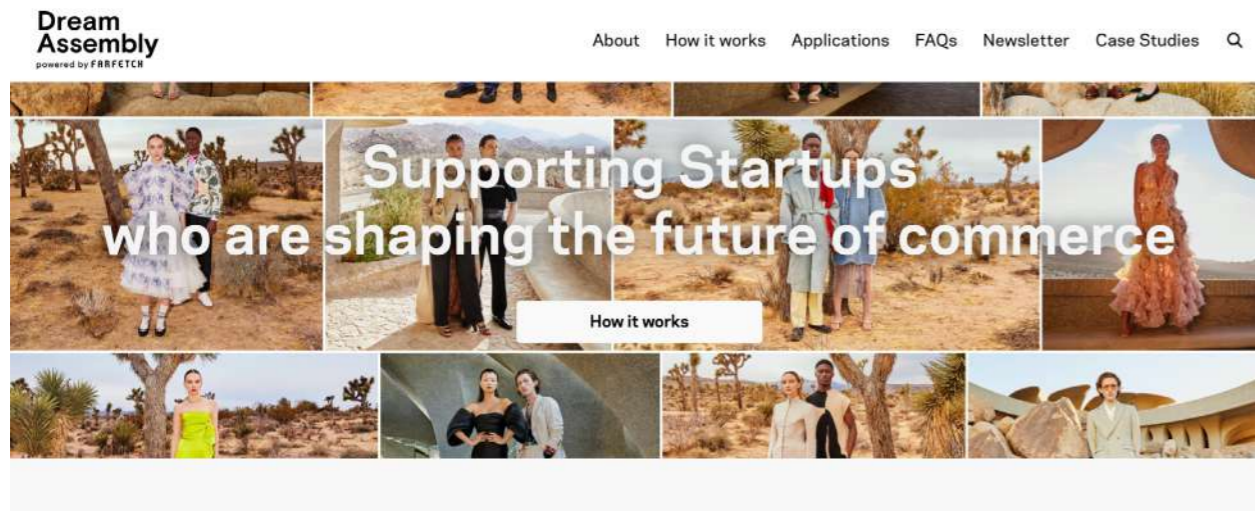 Dream
Assembly
powered by FARFETCH
About How it works Applications FAQs Newsletter Case Studies
Supporting Startups
who are shaping the future of commerce
How it works